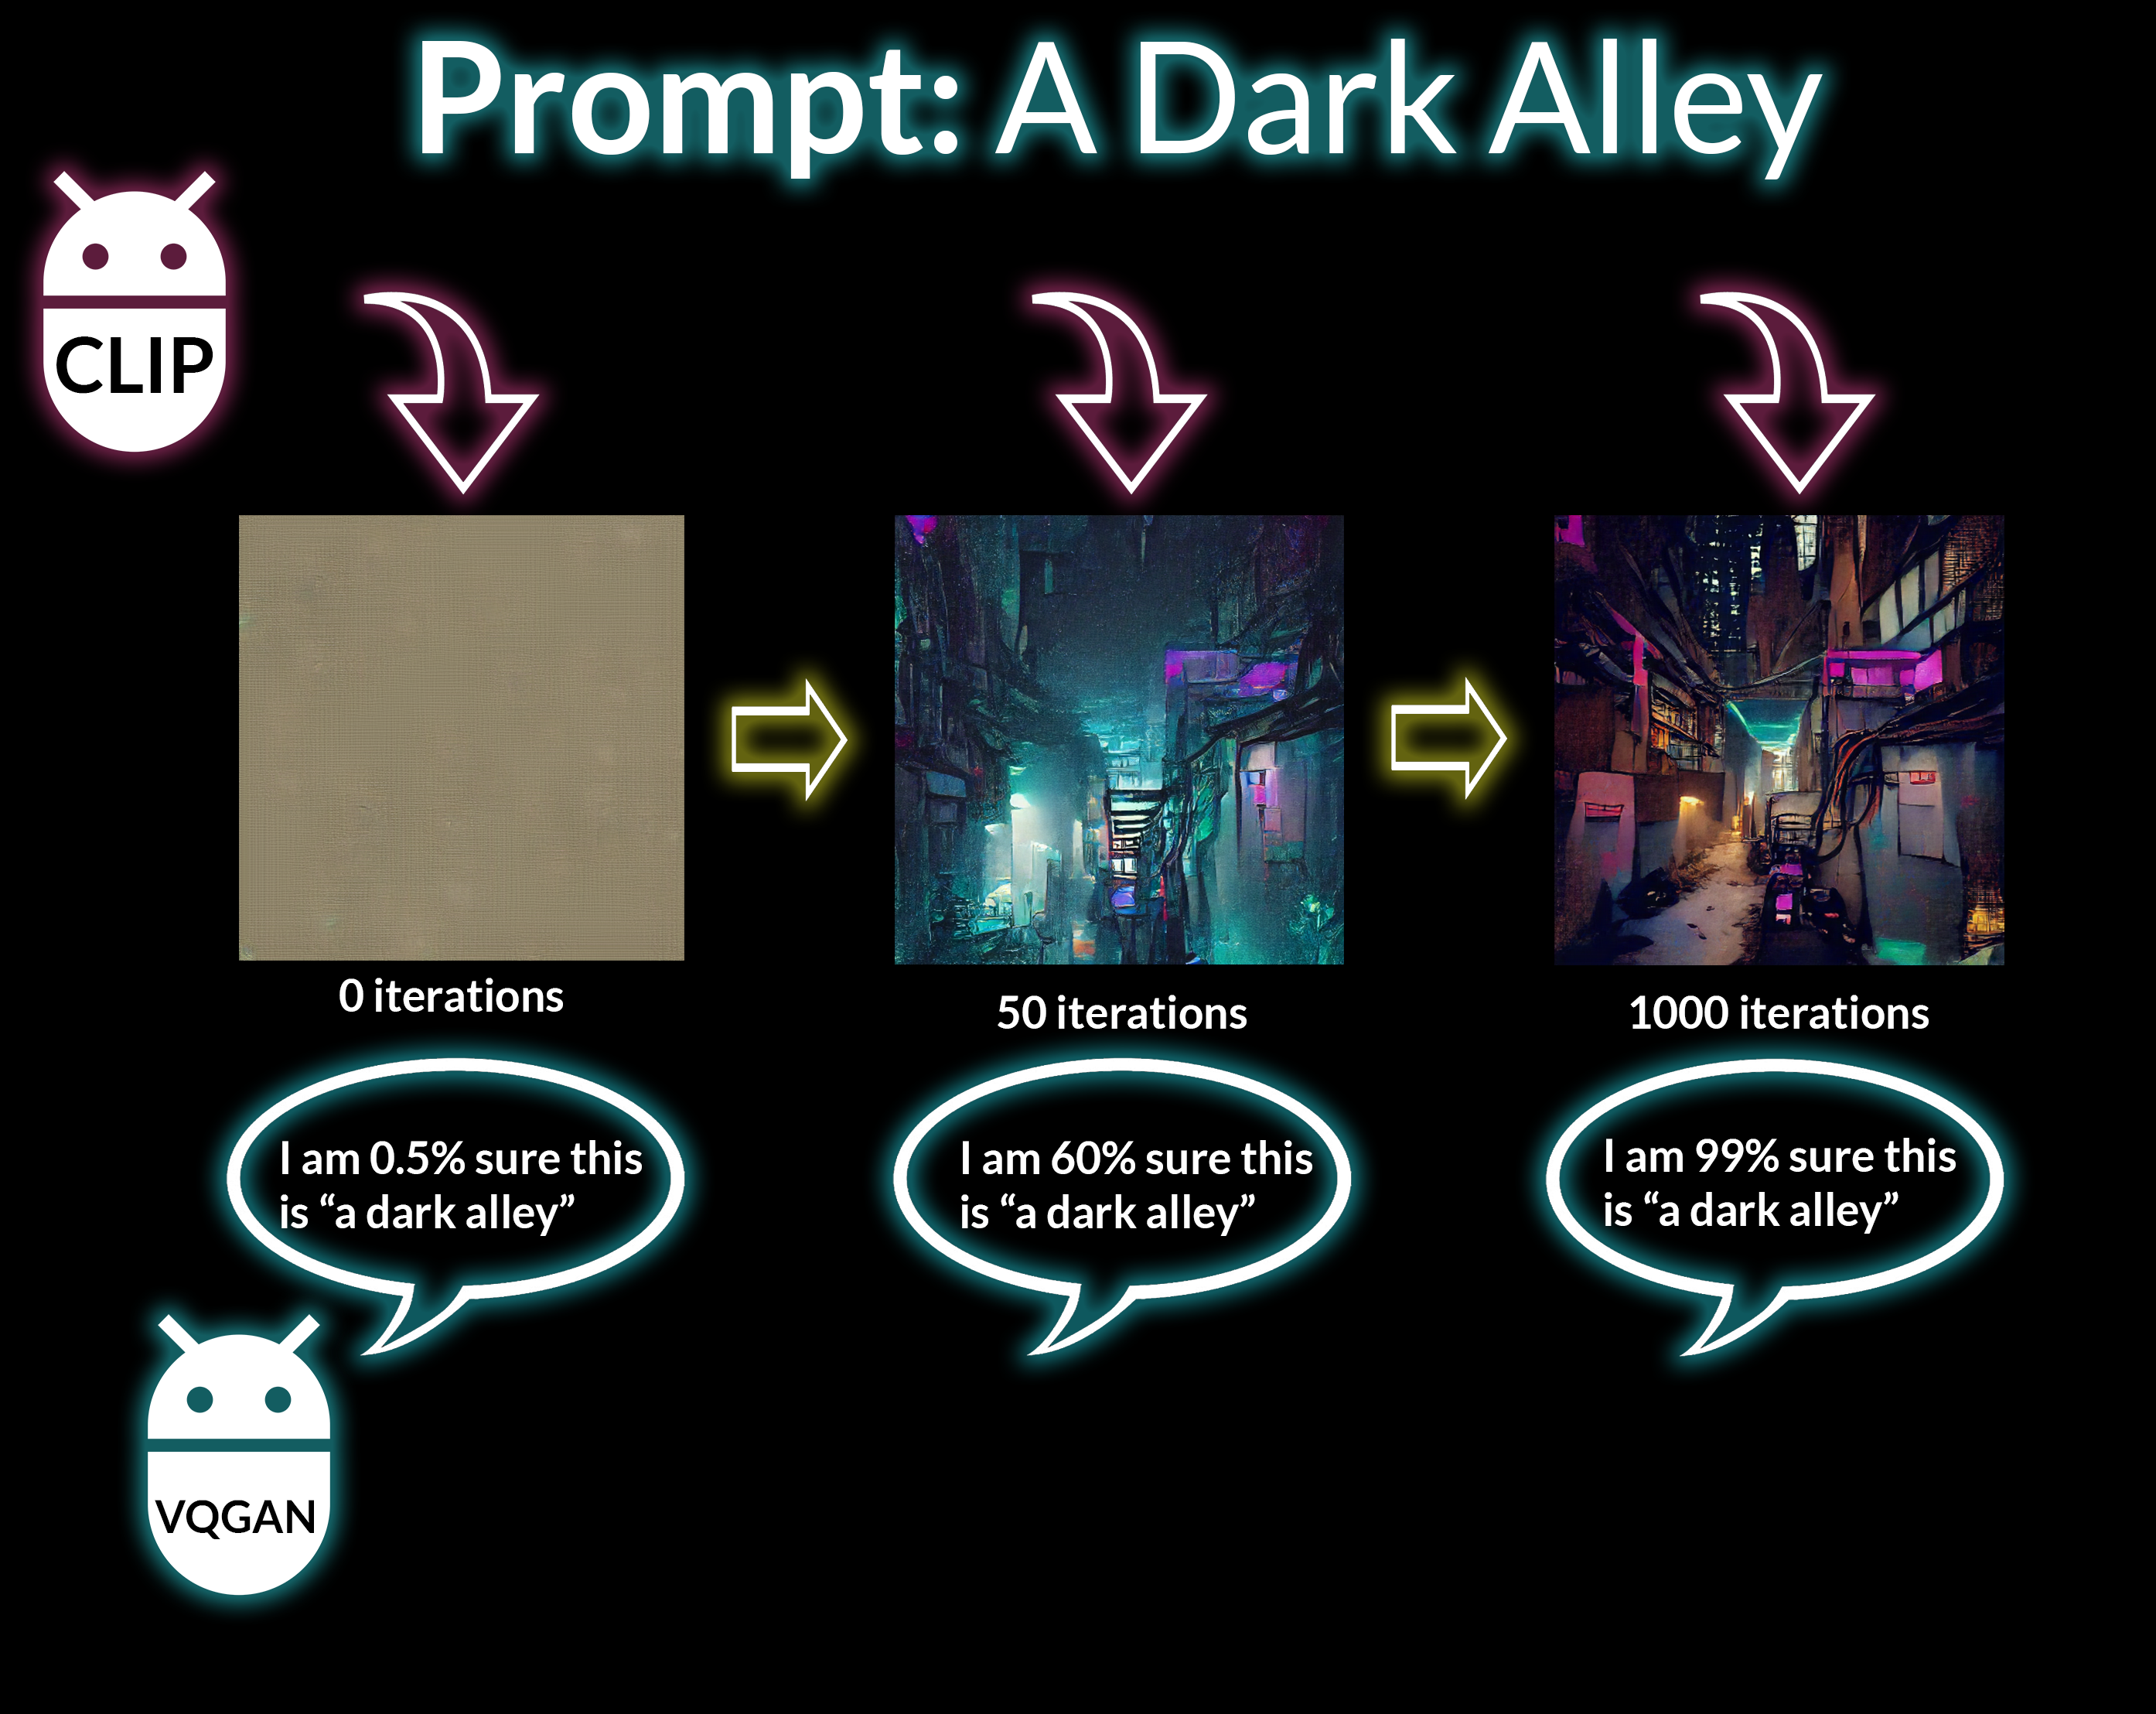 Prompt: A Dark Alley
CLIP
0 iterations
50 iterations
1000 iterations
I am 0.5% sure this
is “a dark alley”
I am 60% sure this
is “a dark alley”
I am 99% sure this
is “a dark alley”
VQGAN